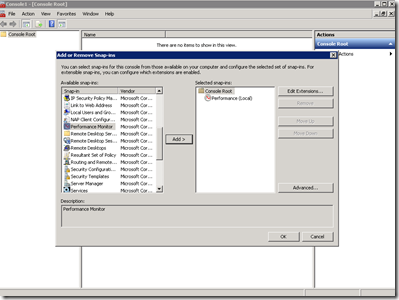 Console1 - [Console Root]
File Action View Favorites Window Help
Console Root
Name
There are no items to show in this view.
Actions
Console Root
Actions
Add or Remove Snap-ins
You can select snap-ins for this console from those available on your computer and configure the selected set of snap-ins. For
extensible snap-ins, you can configure which extensions are enabled.
Available snap-ins:
Selected snap-ins:
Snap-in Vendor
IP Security Policy Ma... Microsoft Cor...
Link to Web Address Microsoft Cor...
Local Users and Gro... Microsoft Cor...
NAP Client Configur... Microsoft Cor...
Performance Monitor Microsoft Cor...
Remote Desktop Ser... Microsoft Cor...
Remote Desktop Ses... Microsoft Cor...
Remote Desktops Microsoft Cor...
Resultant Set of Policy Microsoft Cor...
Routing and Remote... Microsoft Cor...
Security Configurati... Microsoft Cor...
Security Templates Microsoft Cor...
Server Manager Microsoft Cor...
Services Microsoft Cor...
Add >
Console Root
Performance (Local)
Edit Extensions...
Remove
Move Up
Move Down
Advanced...
Description:
Performance Monitor
OK
Cancel